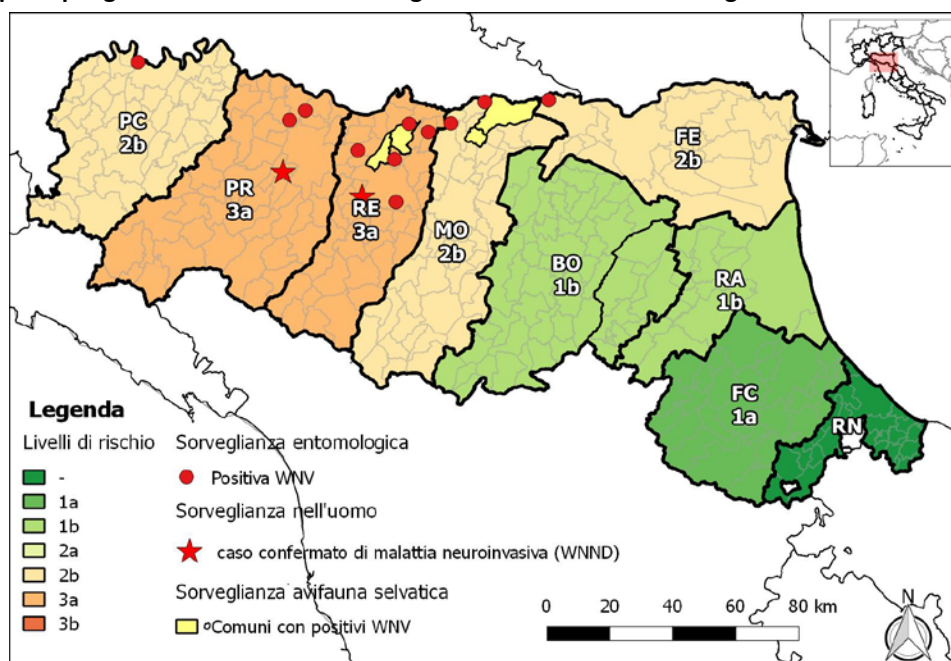 PC
2b
PR
3a
RE
3a
MO
2b
FE
2b
BO
1b
RA
1b
FC
1a
RN
Legenda
Livelli di rischio
-
1a
1b
2a
2b
3a
3b
Sorveglianza entomologica
Positiva WNV
Sorveglianza nell'uomo
caso confermato di malattia neuroinvasiva (WNND)
Sorveglianza avifauna selvatica
ºComuni con positivi WNV
0 20 40 60 80 km
N